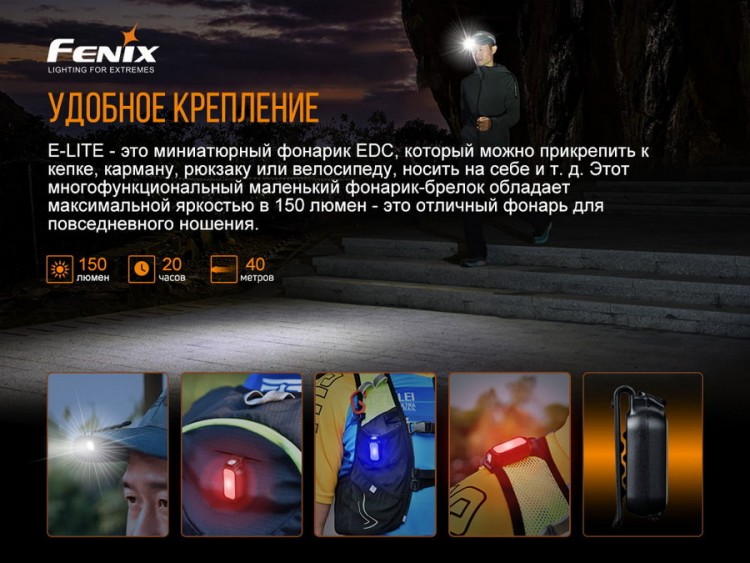 FENIX
LIGHTING FOR EXTREMES
УДОБНОЕ КРЕПЛЕНИЕ
E-LITE - это миниатюрный фонарик EDC, который можно прикрепить к
кепке, карману, рюкзаку или велосипеду, носить на себе и т. д. Этот
многофункциональный маленький фонарик-брелок обладает
максимальной яркостью в 150 люмен - это отличный фонарь для
повседневного ношения.
150
люмен
20
часов
40
метров